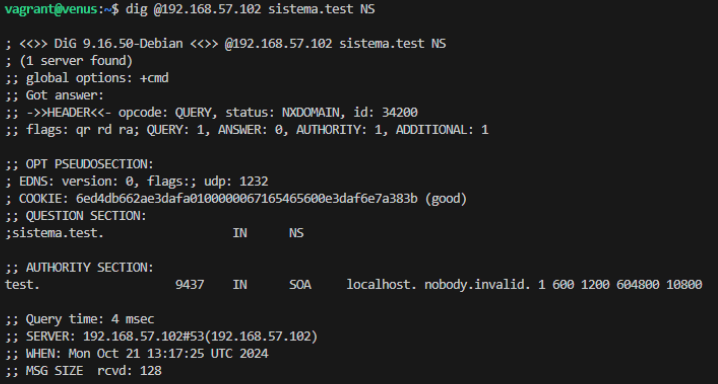 vagrant@venus:~$ dig @192.168.57.102 sistema.test NS
; <<>> DiG 9.16.50-Debian <<>> @192.168.57.102 sistema.test NS
; (1 server found)
;; global options: +cmd
;; Got answer:
;; ->>HEADER<<- opcode: QUERY, status: NXDOMAIN, id: 34200
;; flags: qr rd ra; QUERY: 1, ANSWER: 0, AUTHORITY: 1, ADDITIONAL: 1
;; OPT PSEUDOSECTION:
; EDNS: version: 0, flags:; udp: 1232
; COOKIE: 6ed4db662ae3dafa0100000067165465600e3daf6e7a383b (good)
;; QUESTION SECTION:
;sistema.test. IN NS
;; AUTHORITY SECTION:
test. 9437 IN SOA localhost. nobody.invalid. 1 600 1200 604800 10800
;; Query time: 4 msec
;; SERVER: 192.168.57.102#53(192.168.57.102)
;; WHEN: Mon Oct 21 13:17:25 UTC 2024
;; MSG SIZE rcvd: 128